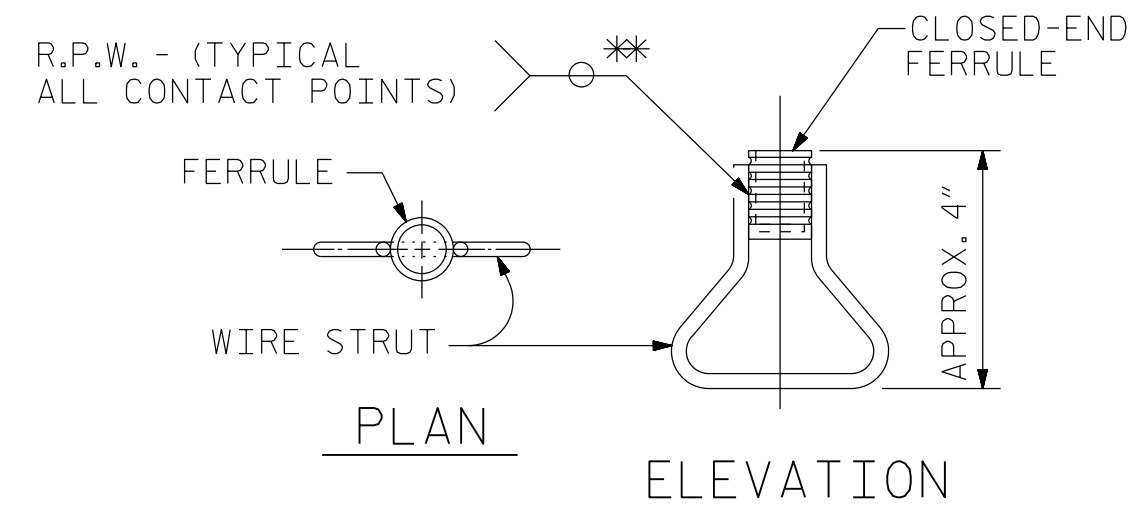 R.P.W. - (TYPICAL
ALL CONTACT POINTS)
**
CLOSED-END
FERRULE
FERRULE
APPROX. 4"
WIRE STRUT
PLAN
ELEVATION